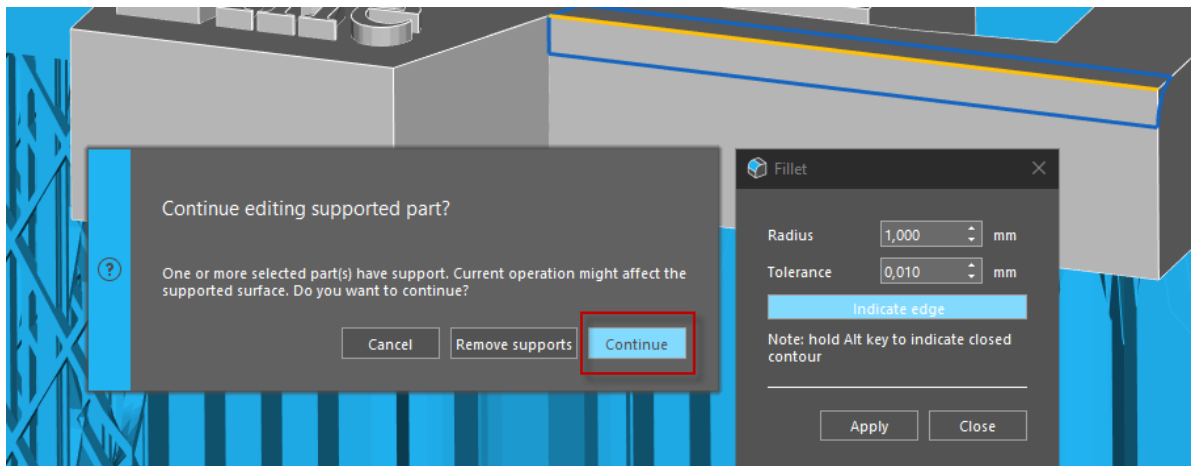 Continue editing supported part?
One or more selected part(s) have support. Current operation might affect the
supported surface. Do you want to continue?
Cancel
Remove supports
Continue
Fillet
Radius
1,000
mm
Tolerance
0,010
mm
Indicate edge
Note: hold Alt key to indicate closed
contour
Apply
Close